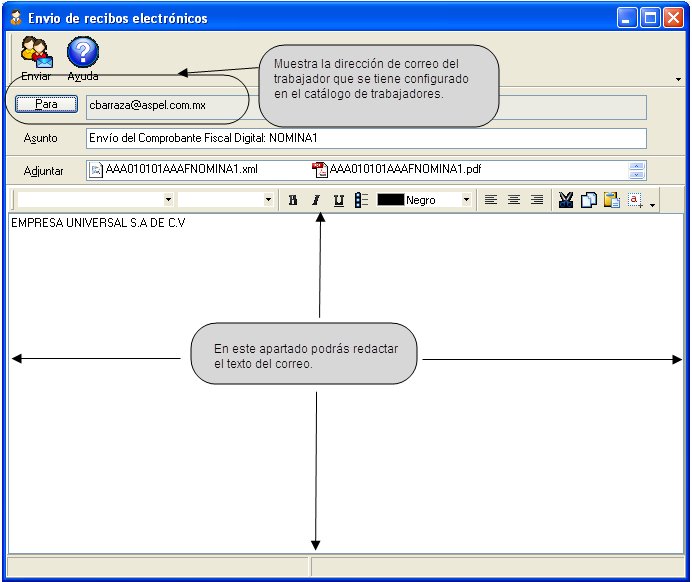 Envio de recibos electrónicos
Enviar Ayuda
Muestra la dirección de correo del
trabajador que se tiene configurado
en el catálogo de trabajadores.
Para cbarraza@aspel.com.mx
Asunto Envío del Comprobante Fiscal Digital: NOMINA1
Adjuntar AAA010101AAAFNOMINA1.xml AAA010101AAAFNOMINA1.pdf
B I U Negro
EMPRESA UNIVERSAL S.A DE C.V
En este apartado podrás redactar
el texto del correo.